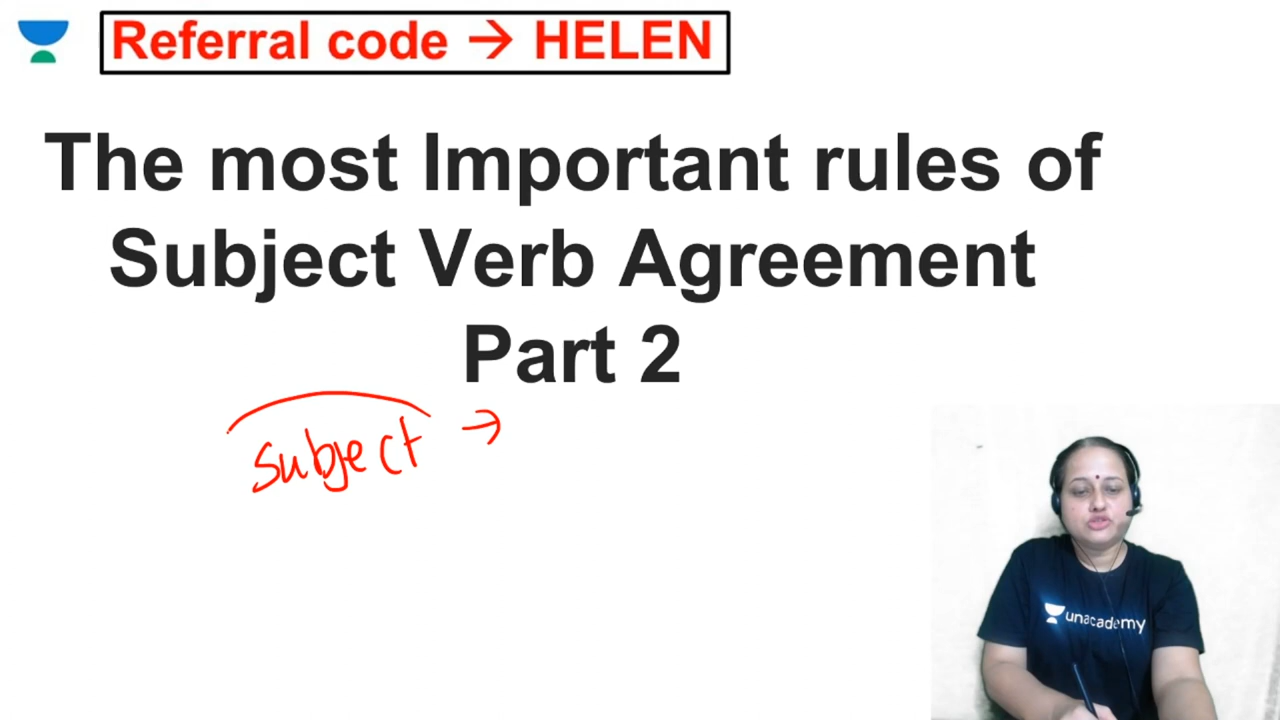 Referral code → HELEN
The most Important rules of
Subject Verb Agreement
Part 2
Subject →
unacademy